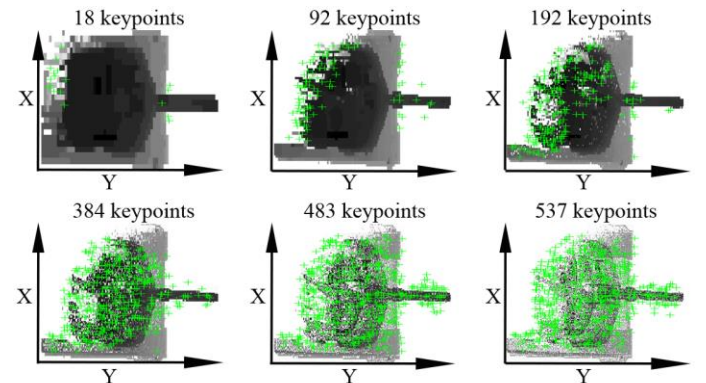 18 keypoints 92 keypoints 192 keypoints
X X X
Y Y Y
384 keypoints 483 keypoints 537 keypoints
X X X
Y Y Y